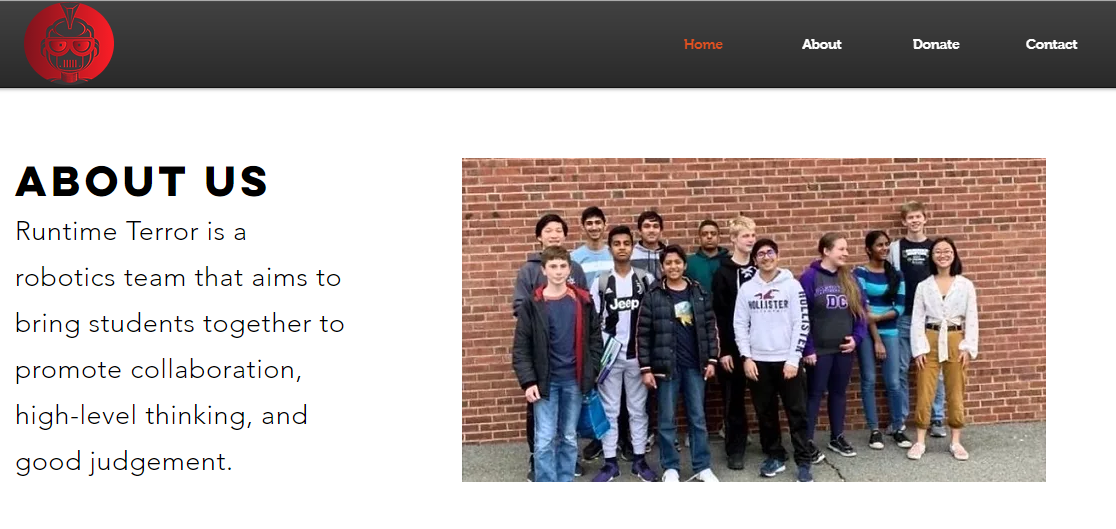 Home About Donate Contact
ABOUT US
Runtime Terror is a
robotics team that aims to
bring students together to
promote collaboration,
high-level thinking, and
good judgement.
Jeep
HOLLISTER
HOLLISTER
DC